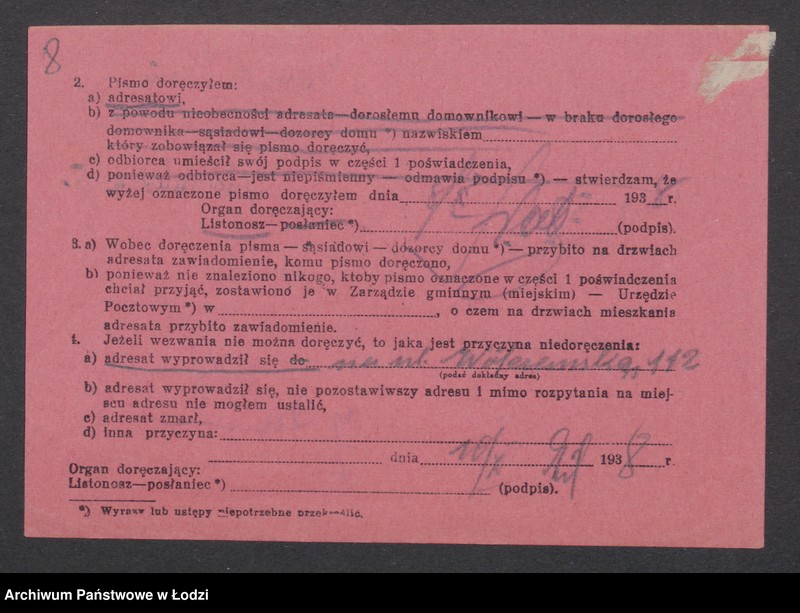 8
2. Pismo doręczyłem:
a) adresatowi,
b) z powodu nieobecności adresata—dorosłemu domownikowi — w braku dorosłego
domownika—sąsiadowi—dozorcy domu *) nazwiskiem
który zobowiązał się pismo doręczyć,
c) odbiorca umieścił swój podpis w części 1 poświadczenia,
d) ponieważ odbiorca—jest niepiśmienny — odmawia podpisu *) — stwierdzam, że
wyżej oznaczone pismo doręczyłem dnia 193 r.
Organ doręczający:
Listonosz—posłaniec *) (podpis).
3. a) Wobec doręczenia pisma — sąsiadowi — dozorcy domu *) — przybito na drzwiach
adresata zawiadomienie, komu pismo doręczono,
b) ponieważ nie znaleziono nikogo, ktoby pismo oznaczone w części 1 poświadczenia
chciał przyjąć, zostawiono je w Zarządzie gminnym (miejskim) — Urzędzie
Pocztowym *) w , o czem na drzwiach mieszkania
adresata przybito zawiadomienie.
4. Jeżeli wezwania nie można doręczyć, to jaka jest przyczyna niedoręczenia:
a) adresat wyprowadził się do na ul. 112
(podać dokładny adres)
b) adresat wyprowadził się, nie pozostawiwszy adresu i mimo rozpytania na miej-
scu adresu nie mogłem ustalić,
c) adresat zmarł,
d) inna przyczyna:
dnia 1938 r
Organ doręczający:
Listonosz—posłaniec *) (podpis).
*) Wyrazy lub ustępy niepotrzebne przekreślić.
Archiwum Państwowe w Łodzi